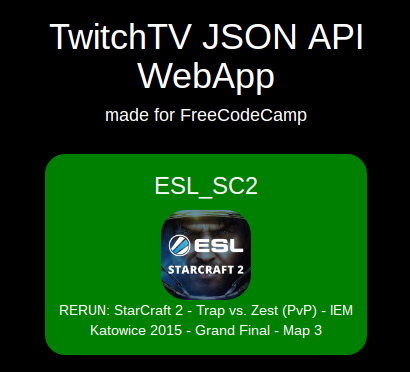 TwitchTV JSON API
WebApp
made for FreeCodeCamp
ESL_SC2
ESL
STARCRAFT 2
RERUN: StarCraft 2 - Trap vs. Zest (PvP) - IEM
Katowice 2015 - Grand Final - Map 3